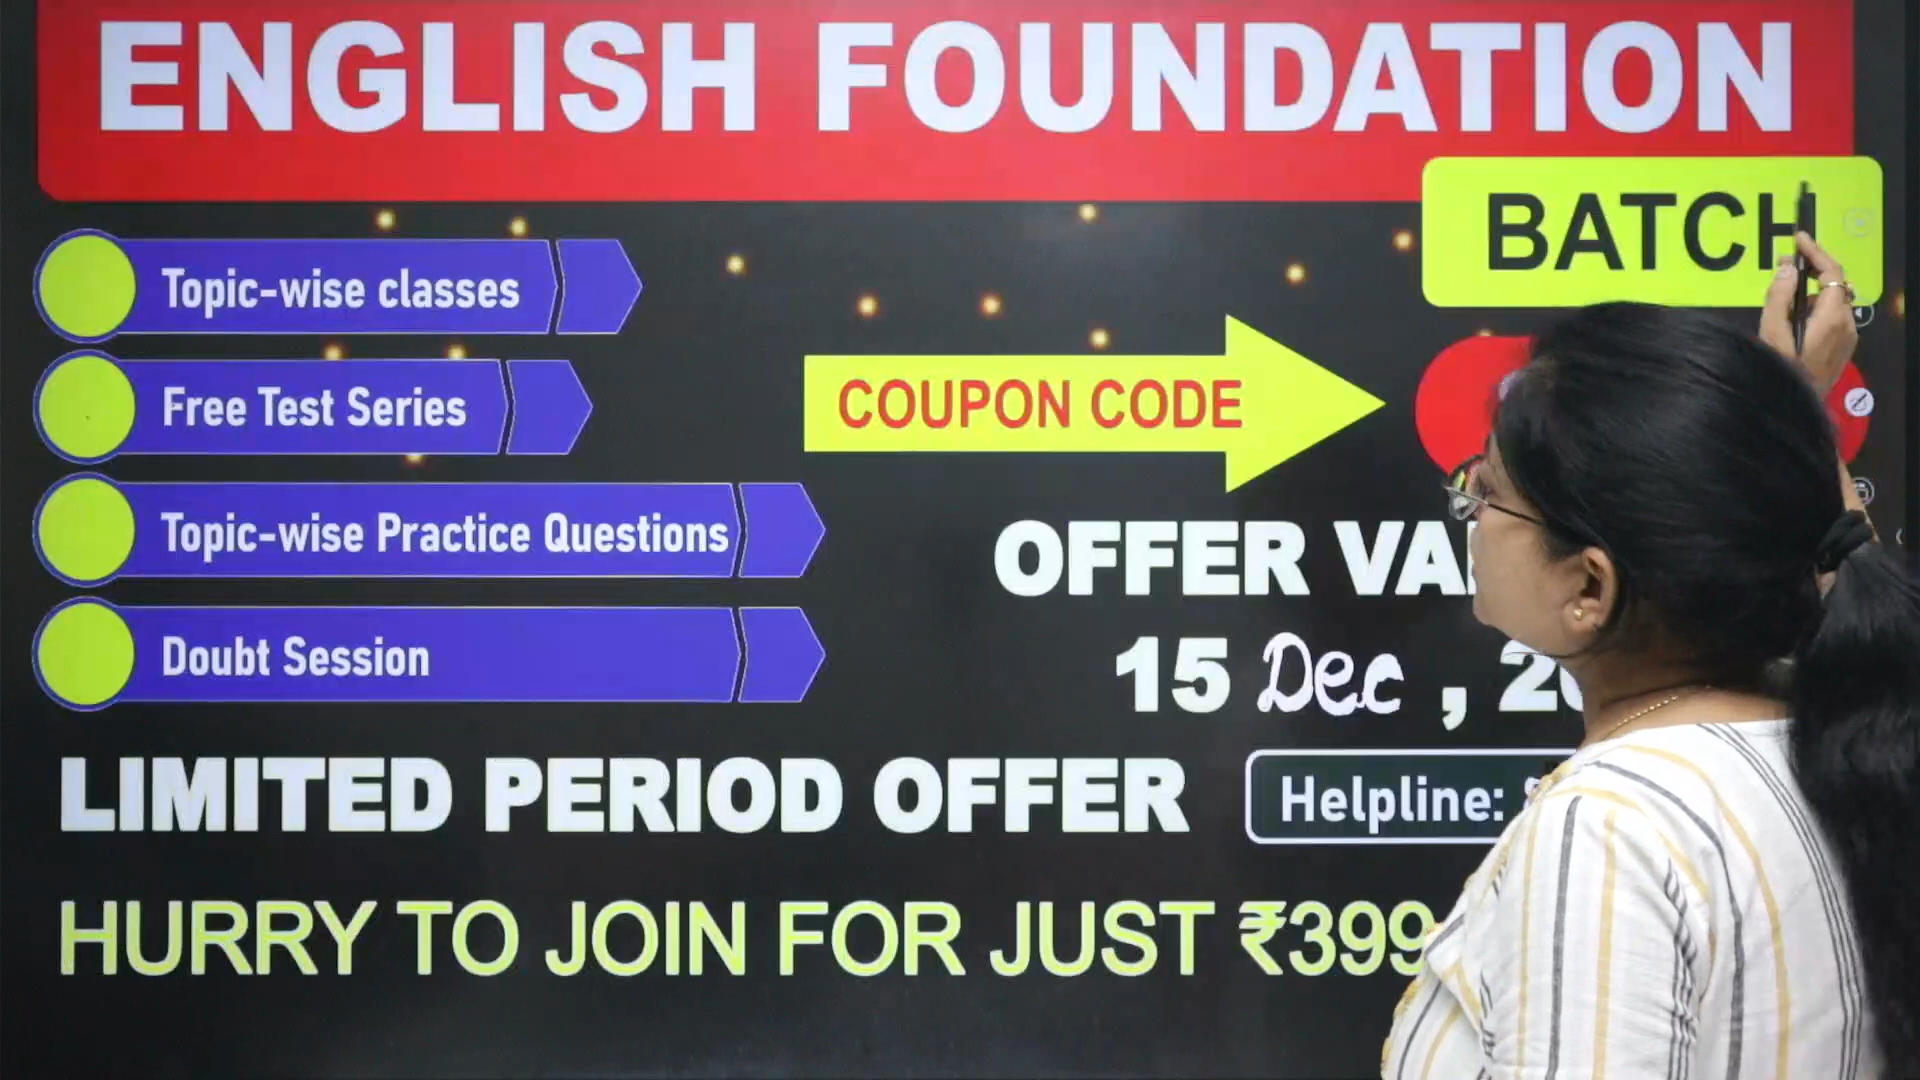 ENGLISH FOUNDATION
BATCH
Topic-wise classes
Free Test Series
COUPON CODE
Topic-wise Practice Questions
OFFER
Doubt Session
15 Dec ,
LIMITED PERIOD OFFER
Helpline:
HURRY TO JOIN FOR JUST ₹399